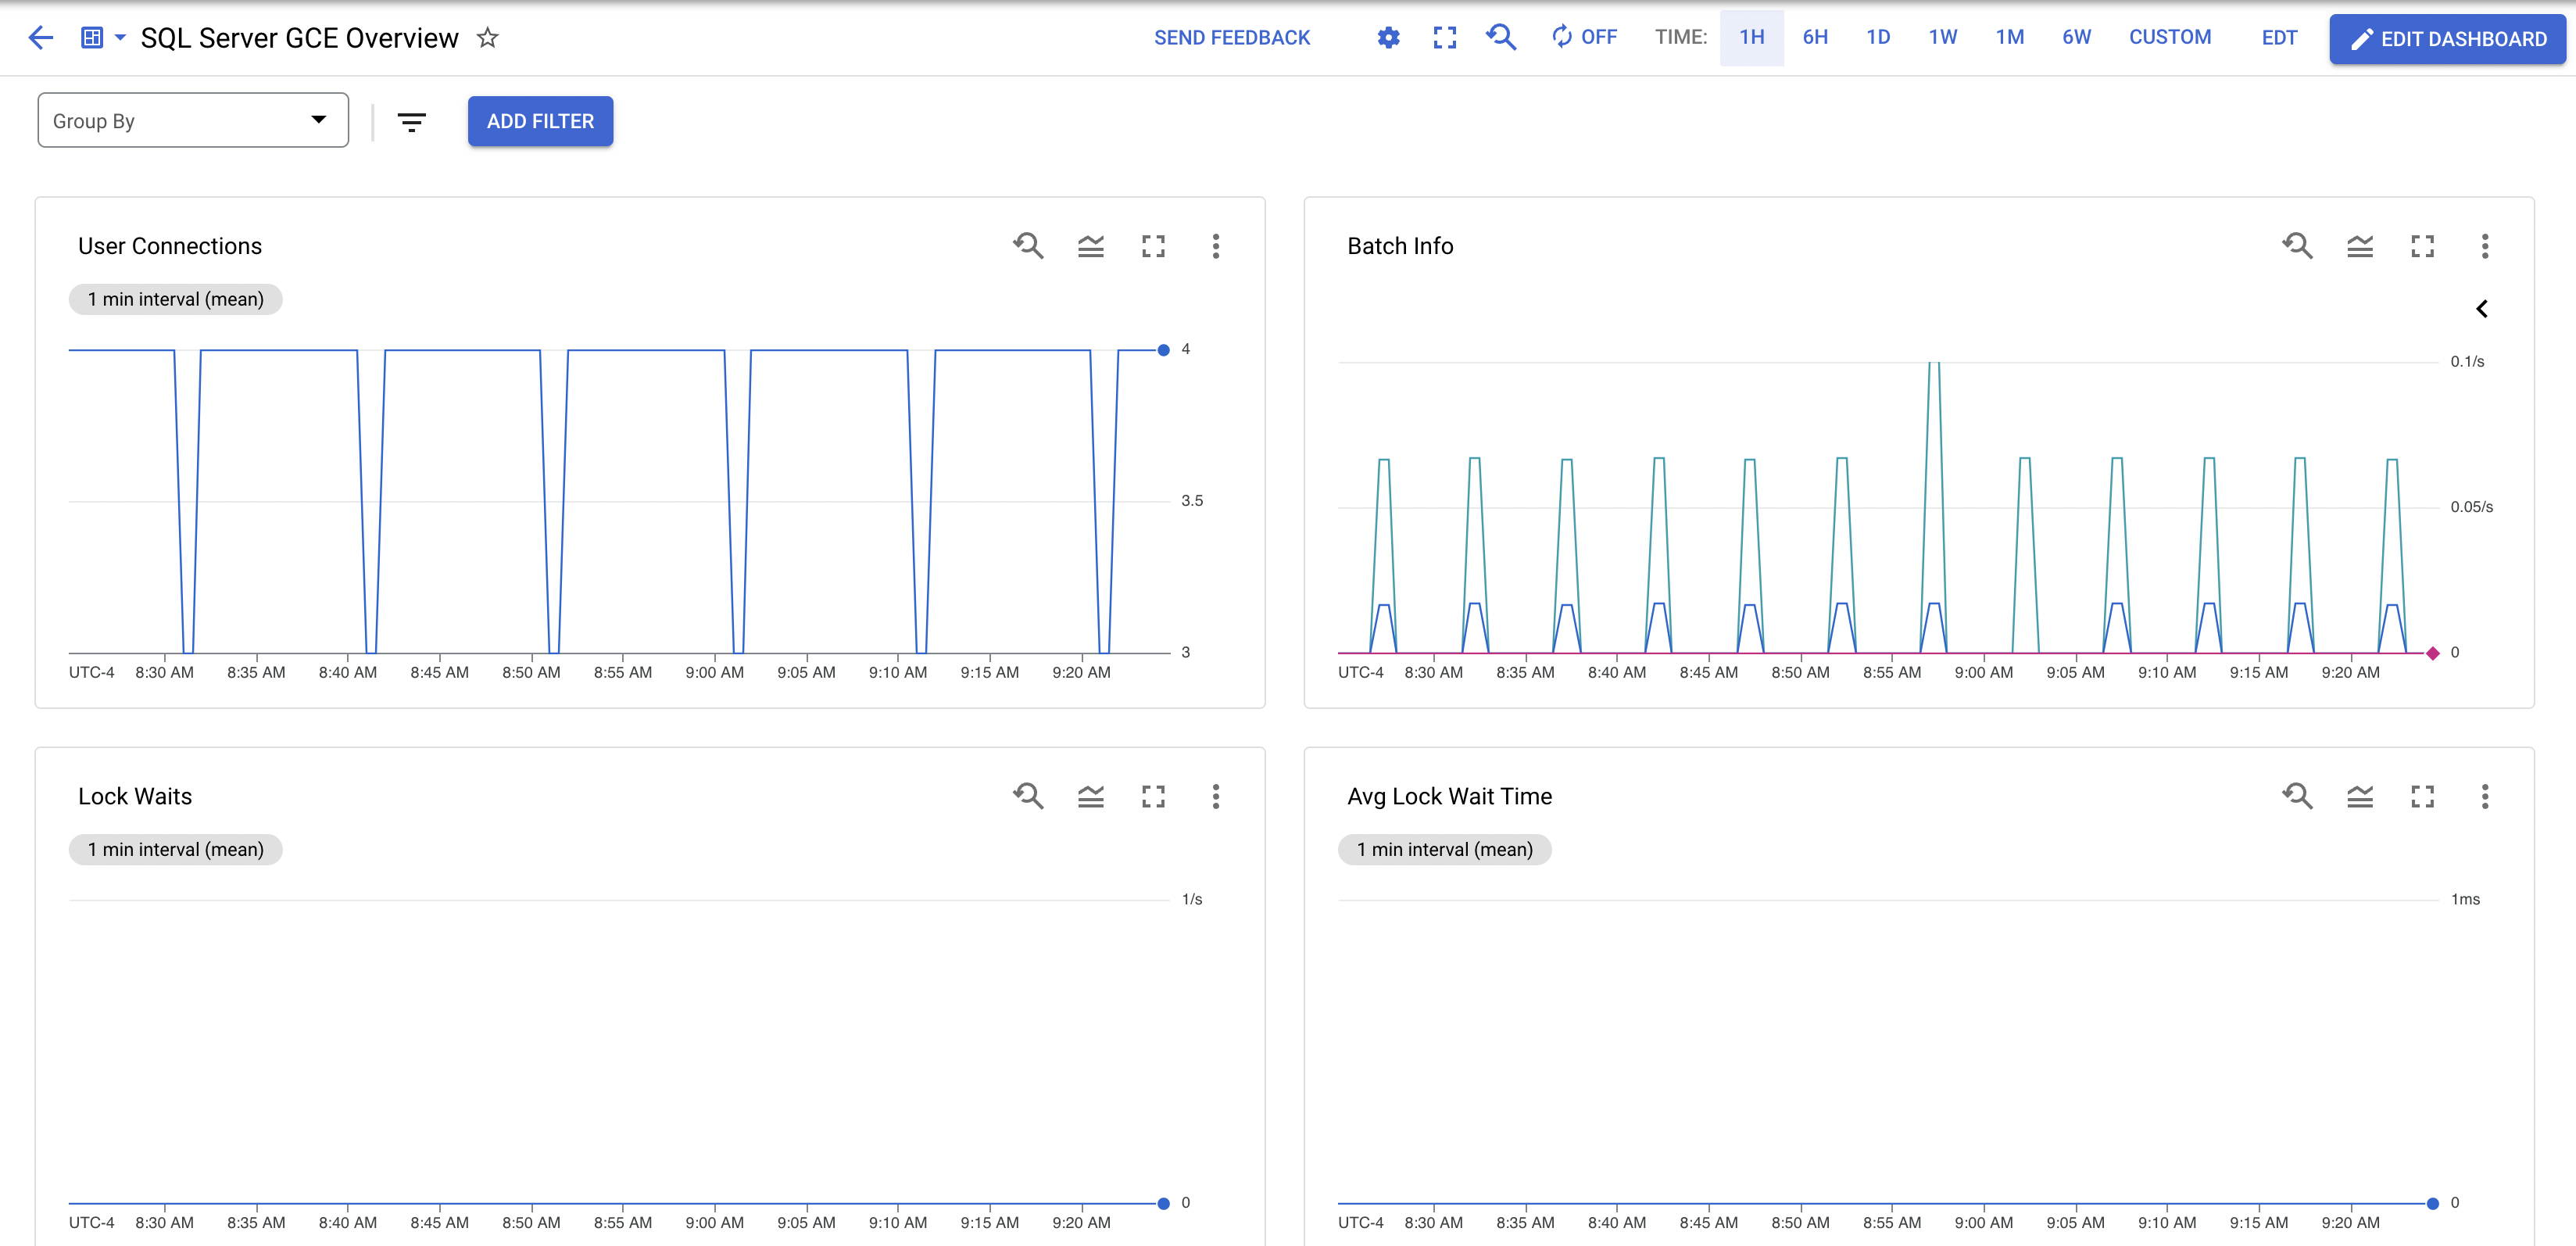 SQL Server GCE Overview
SEND FEEDBACK
OFF
TIME:
1H
6H
1D
1W
1M
6W
CUSTOM
EDT
EDIT DASHBOARD
Group By
ADD FILTER
User Connections
1 min interval (mean)
4
3.5
3
UTC-4 8:30 AM 8:35 AM 8:40 AM 8:45 AM 8:50 AM 8:55 AM 9:00 AM 9:05 AM 9:10 AM 9:15 AM 9:20 AM
Batch Info
0.1/s
0.05/s
0
UTC-4 8:30 AM 8:35 AM 8:40 AM 8:45 AM 8:50 AM 8:55 AM 9:00 AM 9:05 AM 9:10 AM 9:15 AM 9:20 AM
Lock Waits
1 min interval (mean)
1/s
0
UTC-4 8:30 AM 8:35 AM 8:40 AM 8:45 AM 8:50 AM 8:55 AM 9:00 AM 9:05 AM 9:10 AM 9:15 AM 9:20 AM
Avg Lock Wait Time
1 min interval (mean)
1ms
0
UTC-4 8:30 AM 8:35 AM 8:40 AM 8:45 AM 8:50 AM 8:55 AM 9:00 AM 9:05 AM 9:10 AM 9:15 AM 9:20 AM